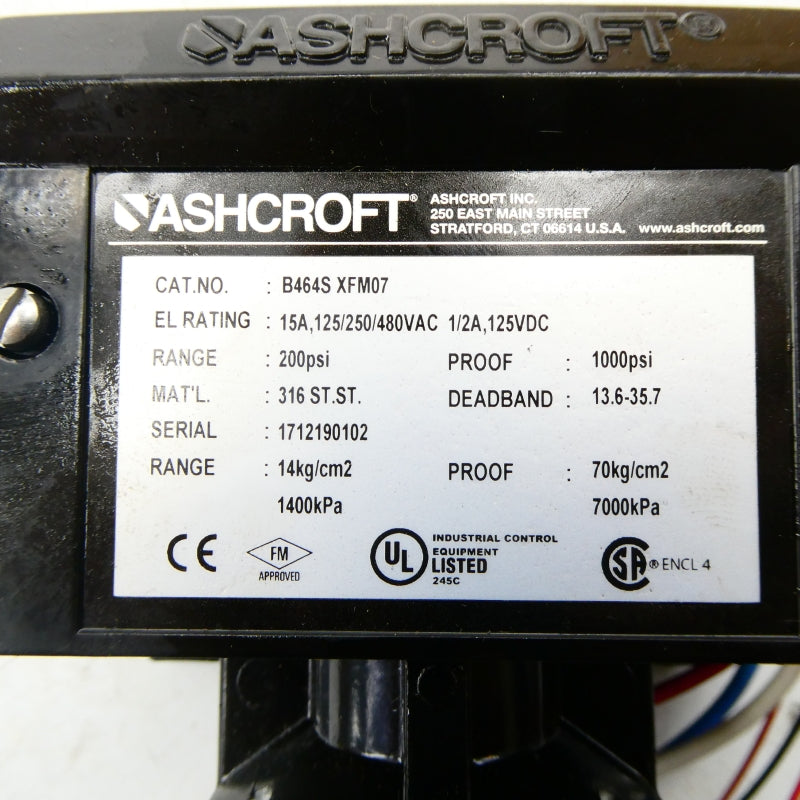 ASHCROFT®
ASHCROFT®
ASHCROFT INC.
250 EAST MAIN STREET
STRATFORD, CT 06614 U.S.A. www.ashcroft.com
CAT.NO. : B464S XFM07
EL RATING : 15A,125/250/480VAC 1/2A,125VDC
RANGE : 200psi PROOF : 1000psi
MAT'L. : 316 ST.ST. DEADBAND : 13.6-35.7
SERIAL : 1712190102
RANGE : 14kg/cm2 PROOF : 70kg/cm2
1400kPa 7000kPa
CE
FM
APPROVED
UL
INDUSTRIAL CONTROL
EQUIPMENT
LISTED
245C
SA ® ENCL 4